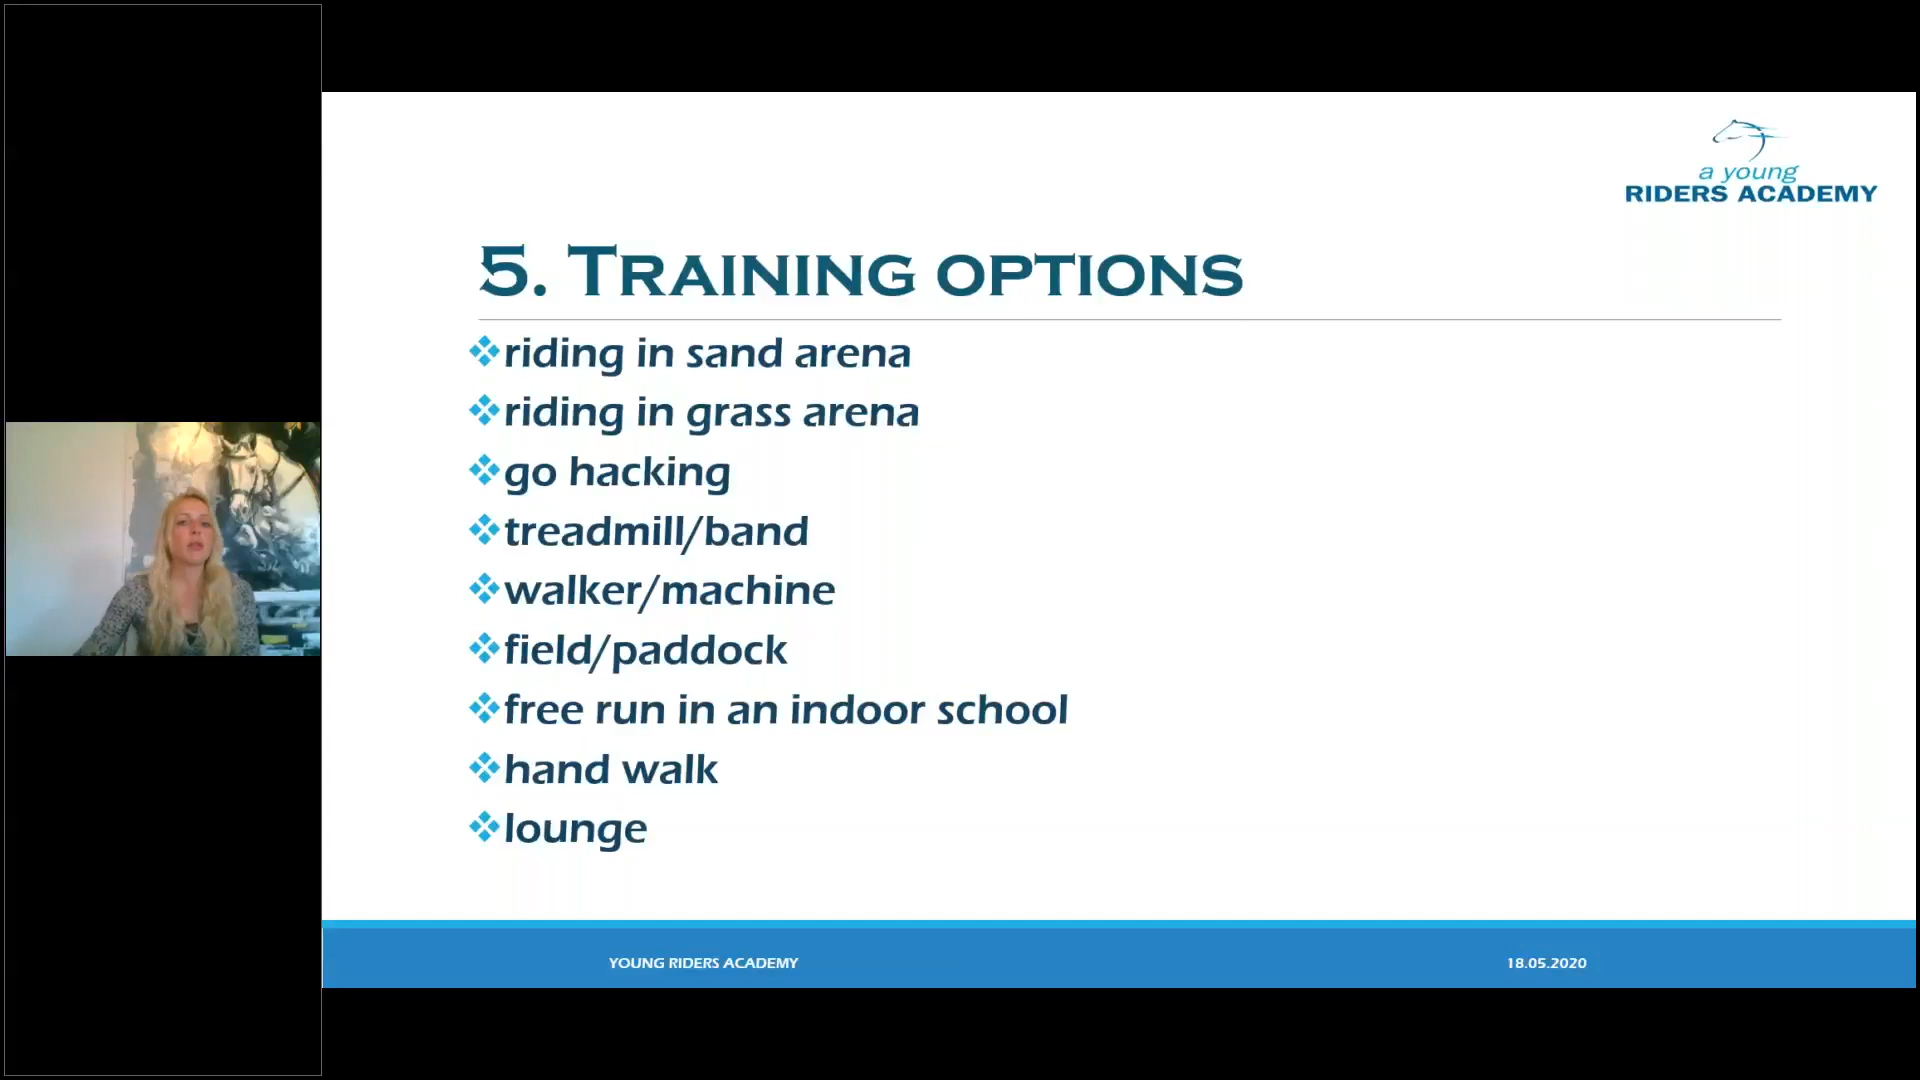 a young
RIDERS ACADEMY
5. TRAINING OPTIONS
riding in sand arena
riding in grass arena
go hacking
treadmill/band
walker/machine
field/paddock
free run in an indoor school
hand walk
lounge
YOUNG RIDERS ACADEMY
18.05.2020